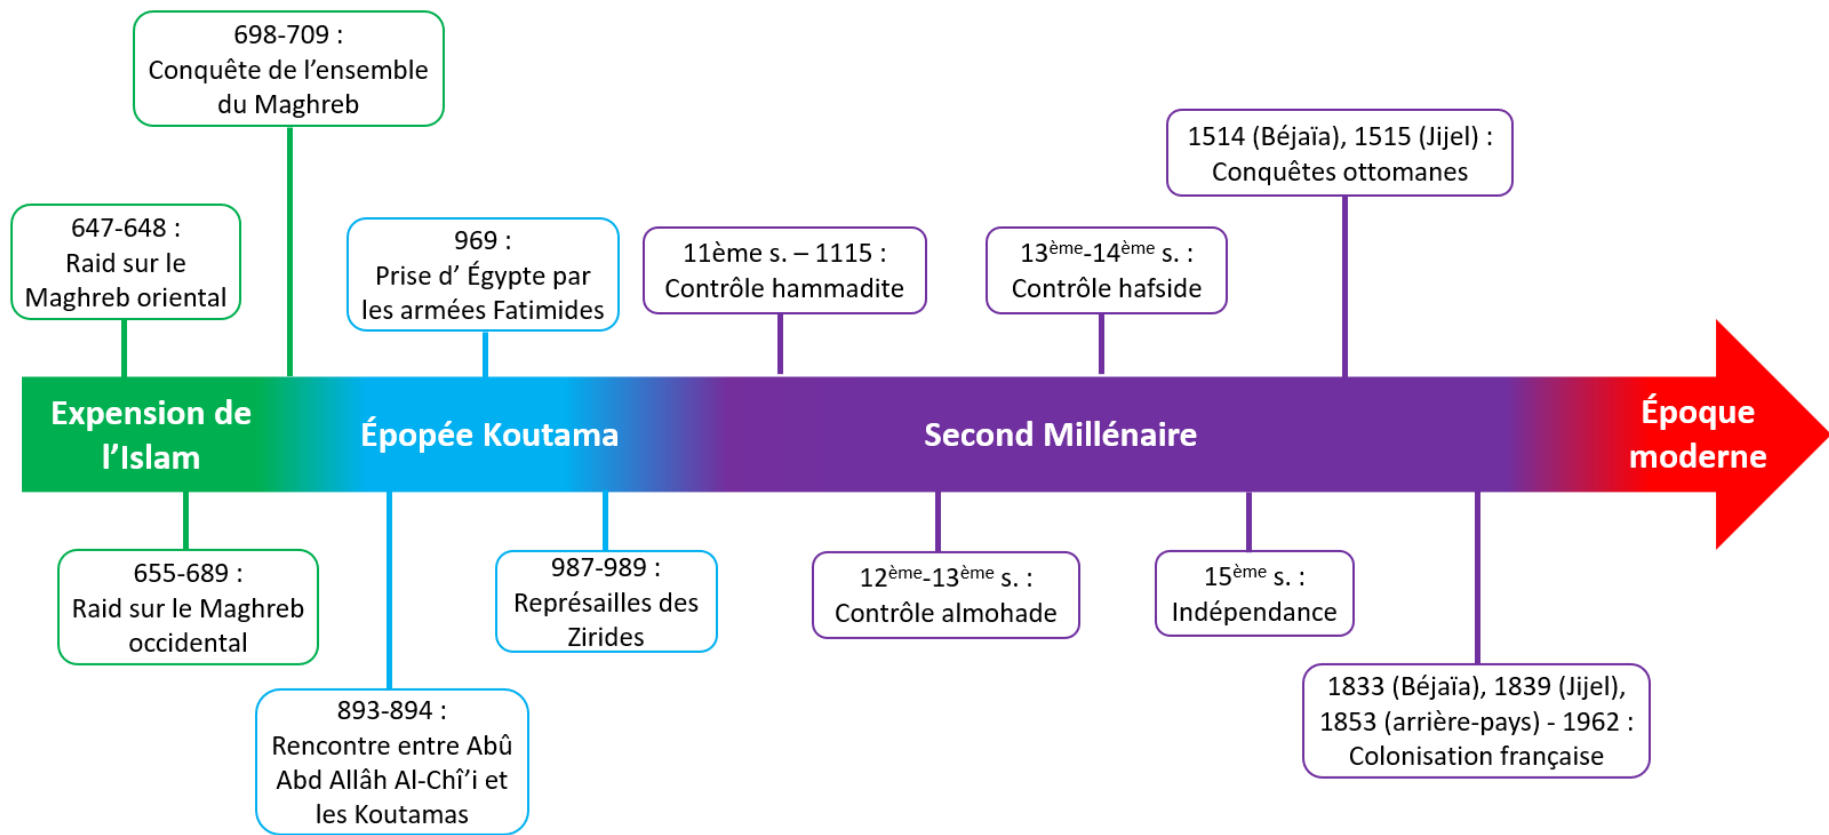 698-709 :
Conquête de l’ensemble
du Maghreb
647-648 :
Raid sur le
Maghreb oriental
969 :
Prise d’ Égypte par
les armées Fatimides
11ème s. – 1115 :
Contrôle hammadite
13ème-14ème s. :
Contrôle hafside
1514 (Béjaïa), 1515 (Jijel) :
Conquêtes ottomanes
Expension de
l’Islam
Épopée Koutama
Second Millénaire
Époque
moderne
655-689 :
Raid sur le Maghreb
occidental
893-894 :
Rencontre entre Abû
Abd Allâh Al-Chî’i et
les Koutamas
987-989 :
Représailles des
Zirides
12ème-13ème s. :
Contrôle almohade
15ème s. :
Indépendance
1833 (Béjaïa), 1839 (Jijel),
1853 (arrière-pays) - 1962 :
Colonisation française